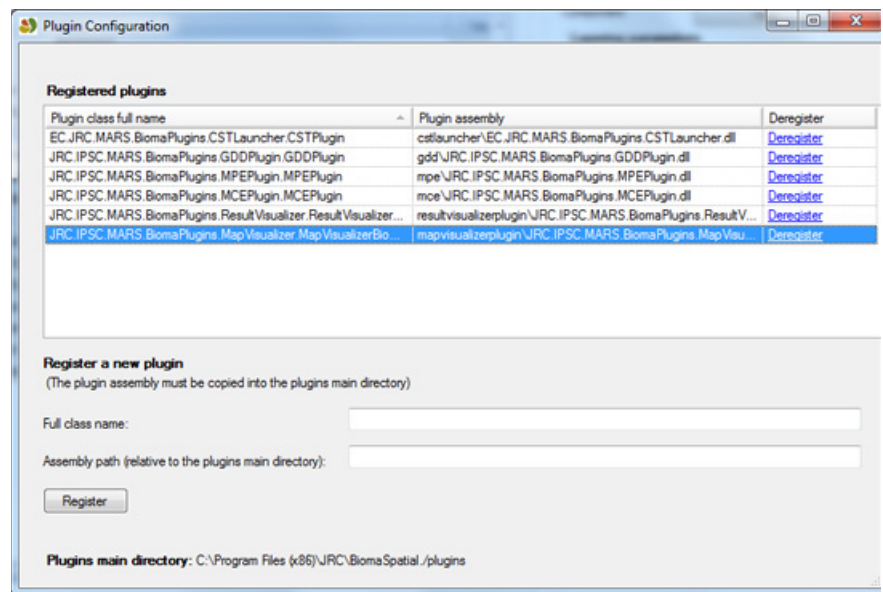 Plugin Configuration
Registered plugins
Plugin class full name Plugin assembly Deregister
EC.JRC.MARS.BiomaPlugins.CSTLauncher.CSTPlugin cstlauncher\EC.JRC.MARS.BiomaPlugins.CSTLauncher.dll Deregister
JRC.IPSC.MARS.BiomaPlugins.GDDPlugin.GDDPlugin gdd\JRC.IPSC.MARS.BiomaPlugins.GDDPlugin.dll Deregister
JRC.IPSC.MARS.BiomaPlugins.MPEPlugin.MPEPlugin mpe\JRC.IPSC.MARS.BiomaPlugins.MPEPlugin.dll Deregister
JRC.IPSC.MARS.BiomaPlugins.MCEPlugin.MCEPlugin mce\JRC.IPSC.MARS.BiomaPlugins.MCEPlugin.dll Deregister
JRC.IPSC.MARS.BiomaPlugins.ResultVisualizer.ResultVisualizer... resultvisualizerplugin\JRC.IPSC.MARS.BiomaPlugins.ResultV... Deregister
JRC.IPSC.MARS.BiomaPlugins.MapVisualizer.MapVisualizerBio... mapvisualizerplugin\JRC.IPSC.MARS.BiomaPlugins.MapVisu... Deregister
Register a new plugin
(The plugin assembly must be copied into the plugins main directory)
Full class name:
Assembly path (relative to the plugins main directory):
Register
Plugins main directory: C:\Program Files (x86)\JRC\BiomaSpatial./plugins